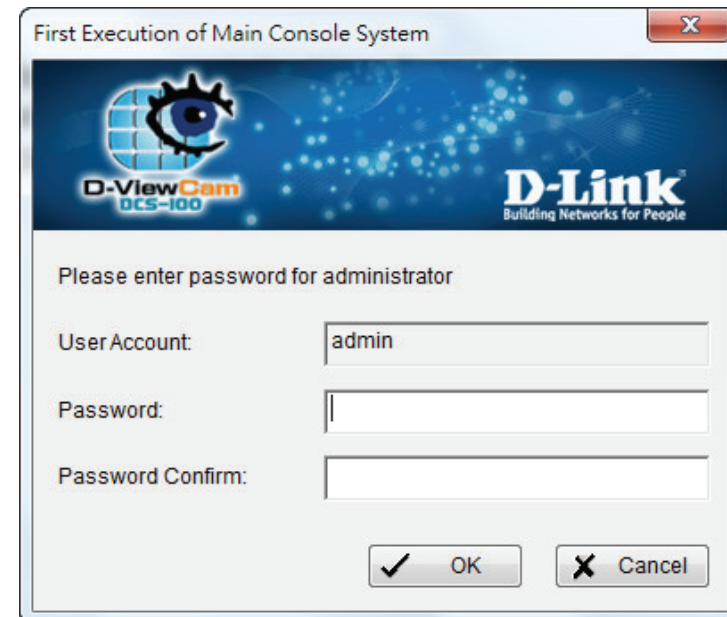 First Execution of Main Console System
D-ViewCam
DCS-100
D-Link
Building Networks for People
Please enter password for administrator
User Account:
admin
Password:
Password Confirm:
OK
Cancel